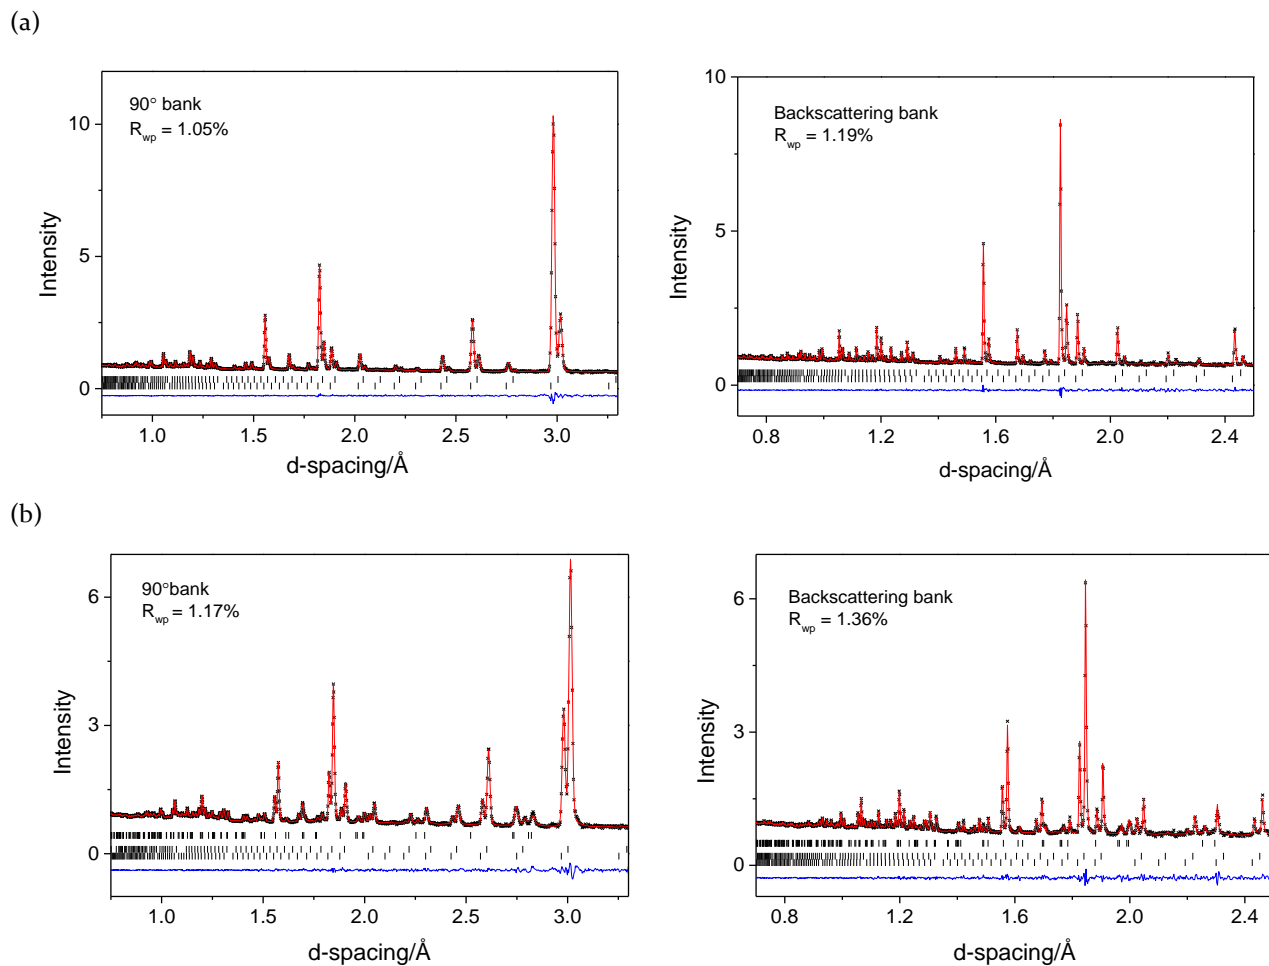 (a)
90° bank
Rwp = 1.05%
10
5
0
Intensity
1.0 1.5 2.0 2.5 3.0
d-spacing/Å
Backscattering bank
Rwp = 1.19%
10
5
0
Intensity
0.8 1.2 1.6 2.0 2.4
d-spacing/Å
(b)
90°bank
Rwp = 1.17%
6
3
0
Intensity
1.0 1.5 2.0 2.5 3.0
d-spacing/Å
Backscattering bank
Rwp = 1.36%
6
3
0
Intensity
0.8 1.2 1.6 2.0 2.4
d-spacing/Å